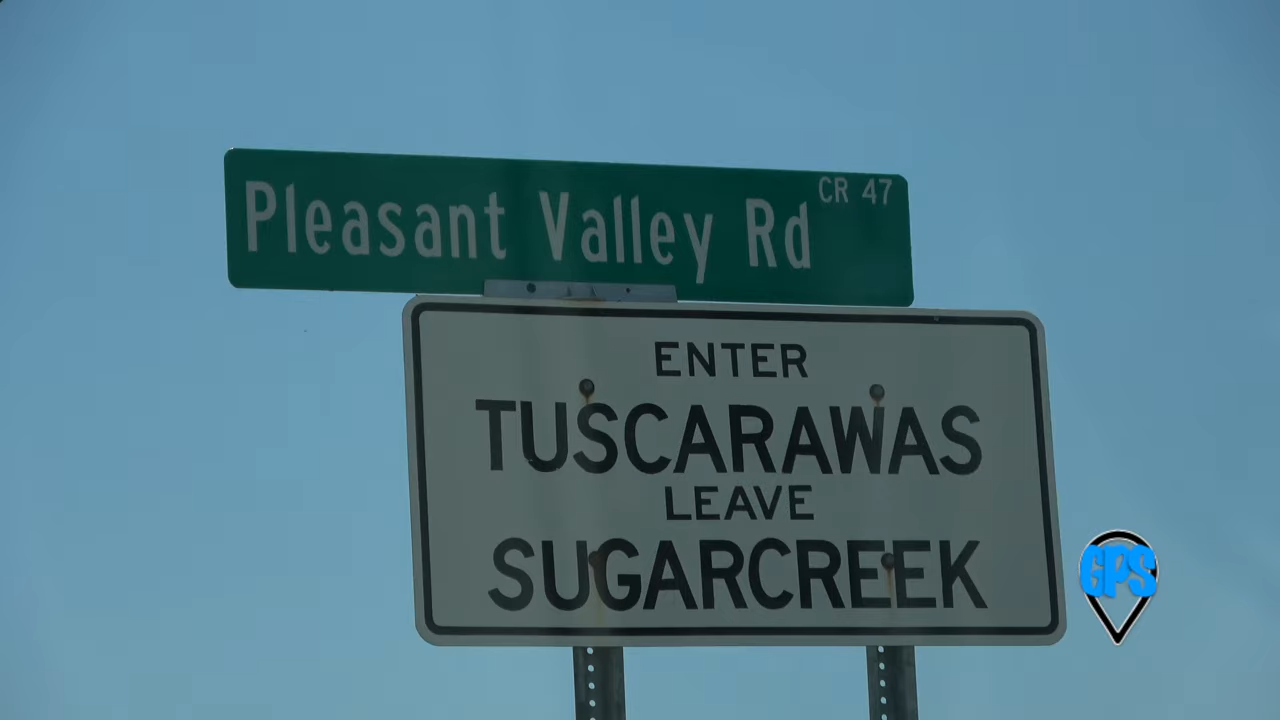 Pleasant Valley Rd CR 47
ENTER
TUSCARAWAS
LEAVE
SUGARCREEK
GPS